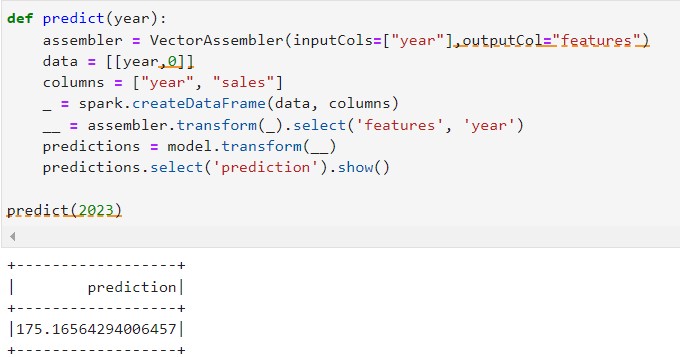 def predict(year):
    assembler = VectorAssembler(inputCols=["year"],outputCol="features")
    data = [[year,0]]
    columns = ["year", "sales"]
    _ = spark.createDataFrame(data, columns)
    __ = assembler.transform(_).select('features', 'year')
    predictions = model.transform(__)
    predictions.select('prediction').show()
predict(2023)
+------------------+
|        prediction|
+------------------+
|175.16564294006457|
+------------------+